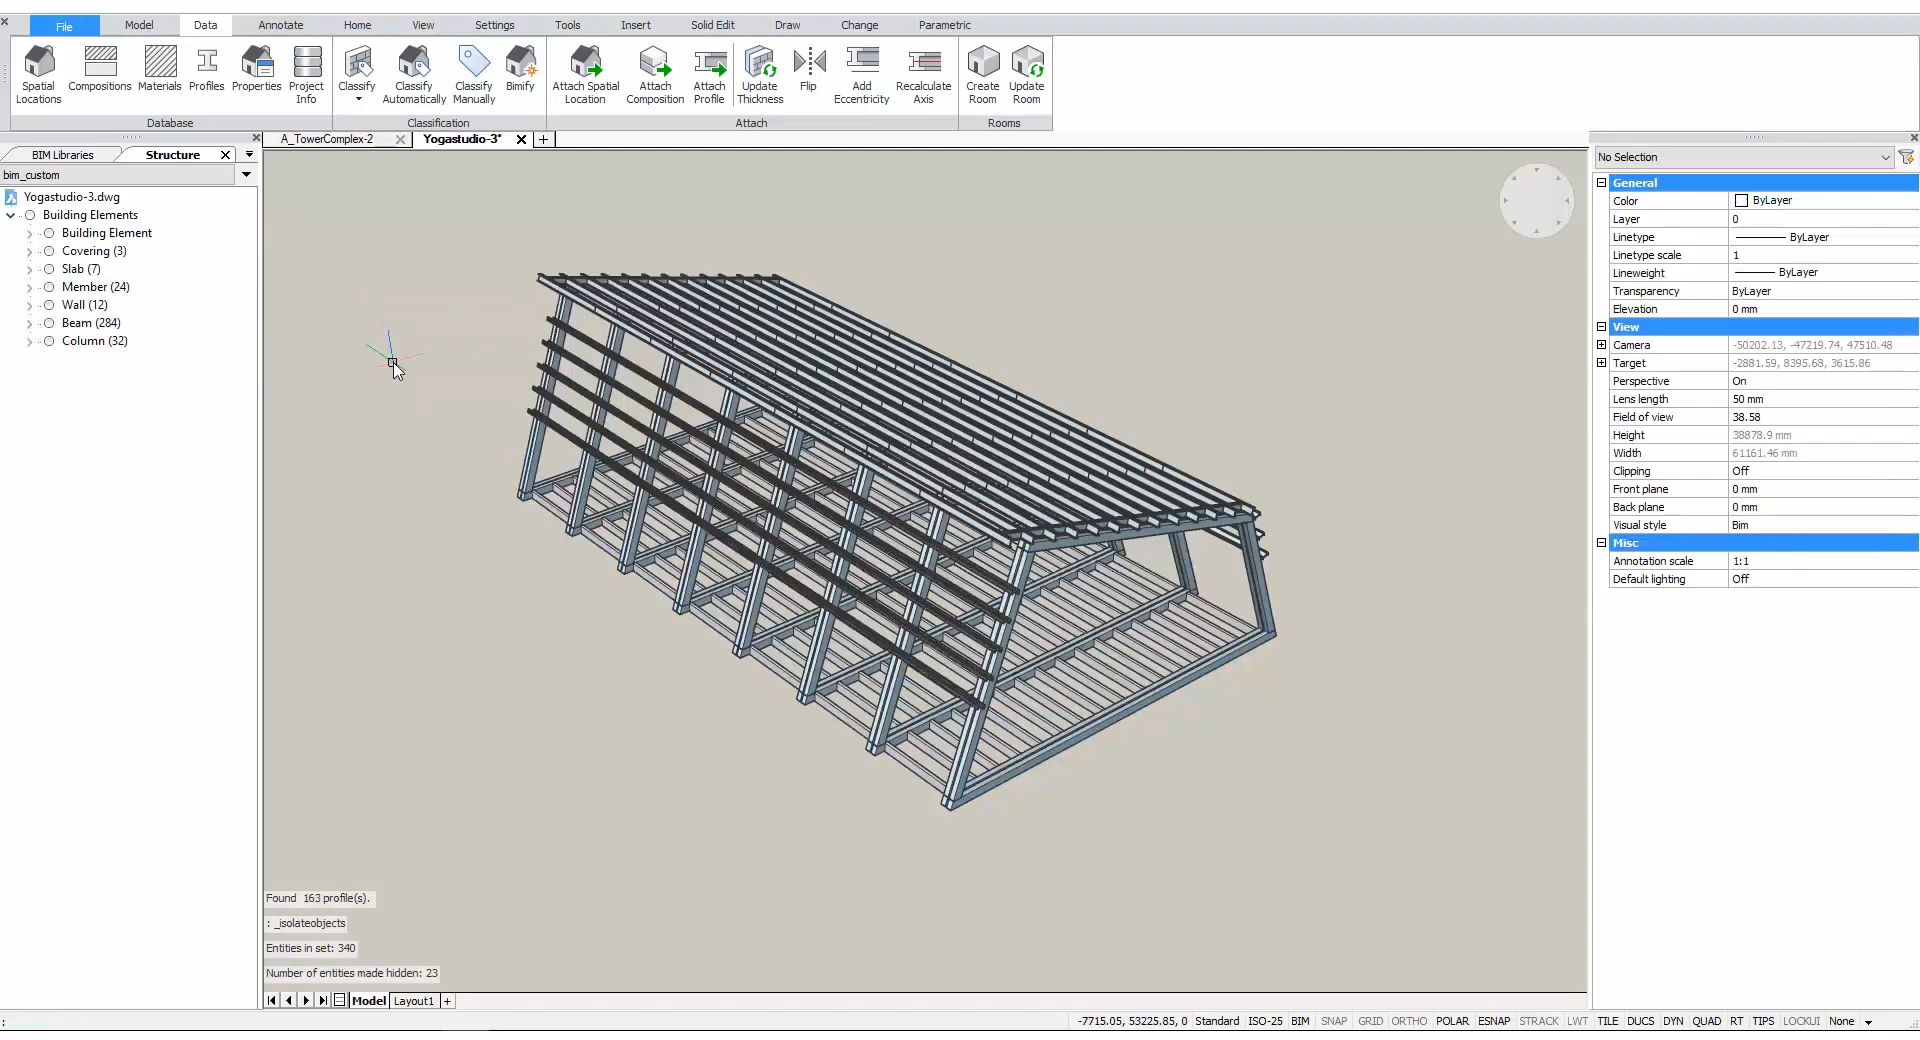 File Model Data Annotate Home View Settings Tools Insert Solid Edit Draw Change Parametric
Spatial Locations Compositions Materials Profiles Properties Project Info Classify Classify Automatically Classify Manually Bimify Attach Spatial Location Attach Composition Attach Profile Update Thickness Flip Add Eccentricity Recalculate Axis Create Room Update Room
Database Classification Attach Rooms
A_TowerComplex-2 Yogastudio-3*
BIM Libraries Structure
bim_custom
Yogastudio-3.dwg
Building Elements
Building Element
Covering (3)
Slab (7)
Member (24)
Wall (12)
Beam (284)
Column (32)
No Selection
General
Color ByLayer
Layer 0
Linetype ByLayer
Linetype scale 1
Lineweight ByLayer
Transparency ByLayer
Elevation 0 mm
View
Camera -50202.13, -47219.74, 47510.48
Target -2881.59, 8395.68, 3615.86
Perspective On
Lens length 50 mm
Field of view 38.58
Height 38878.9 mm
Width 61161.46 mm
Clipping Off
Front plane 0 mm
Back plane 0 mm
Visual style Bim
Misc
Annotation scale 1:1
Default lighting Off
Found 163 profile(s).
: _isolateobjects
Entities in set: 340
Number of entities made hidden: 23
Model Layout1 +
: -7715.05, 53225.85, 0 Standard ISO-25 BIM SNAP GRID ORTHO POLAR ESNAP STRACK LWT TILE DUCS DYN QUAD RT TIPS LOCKUI None